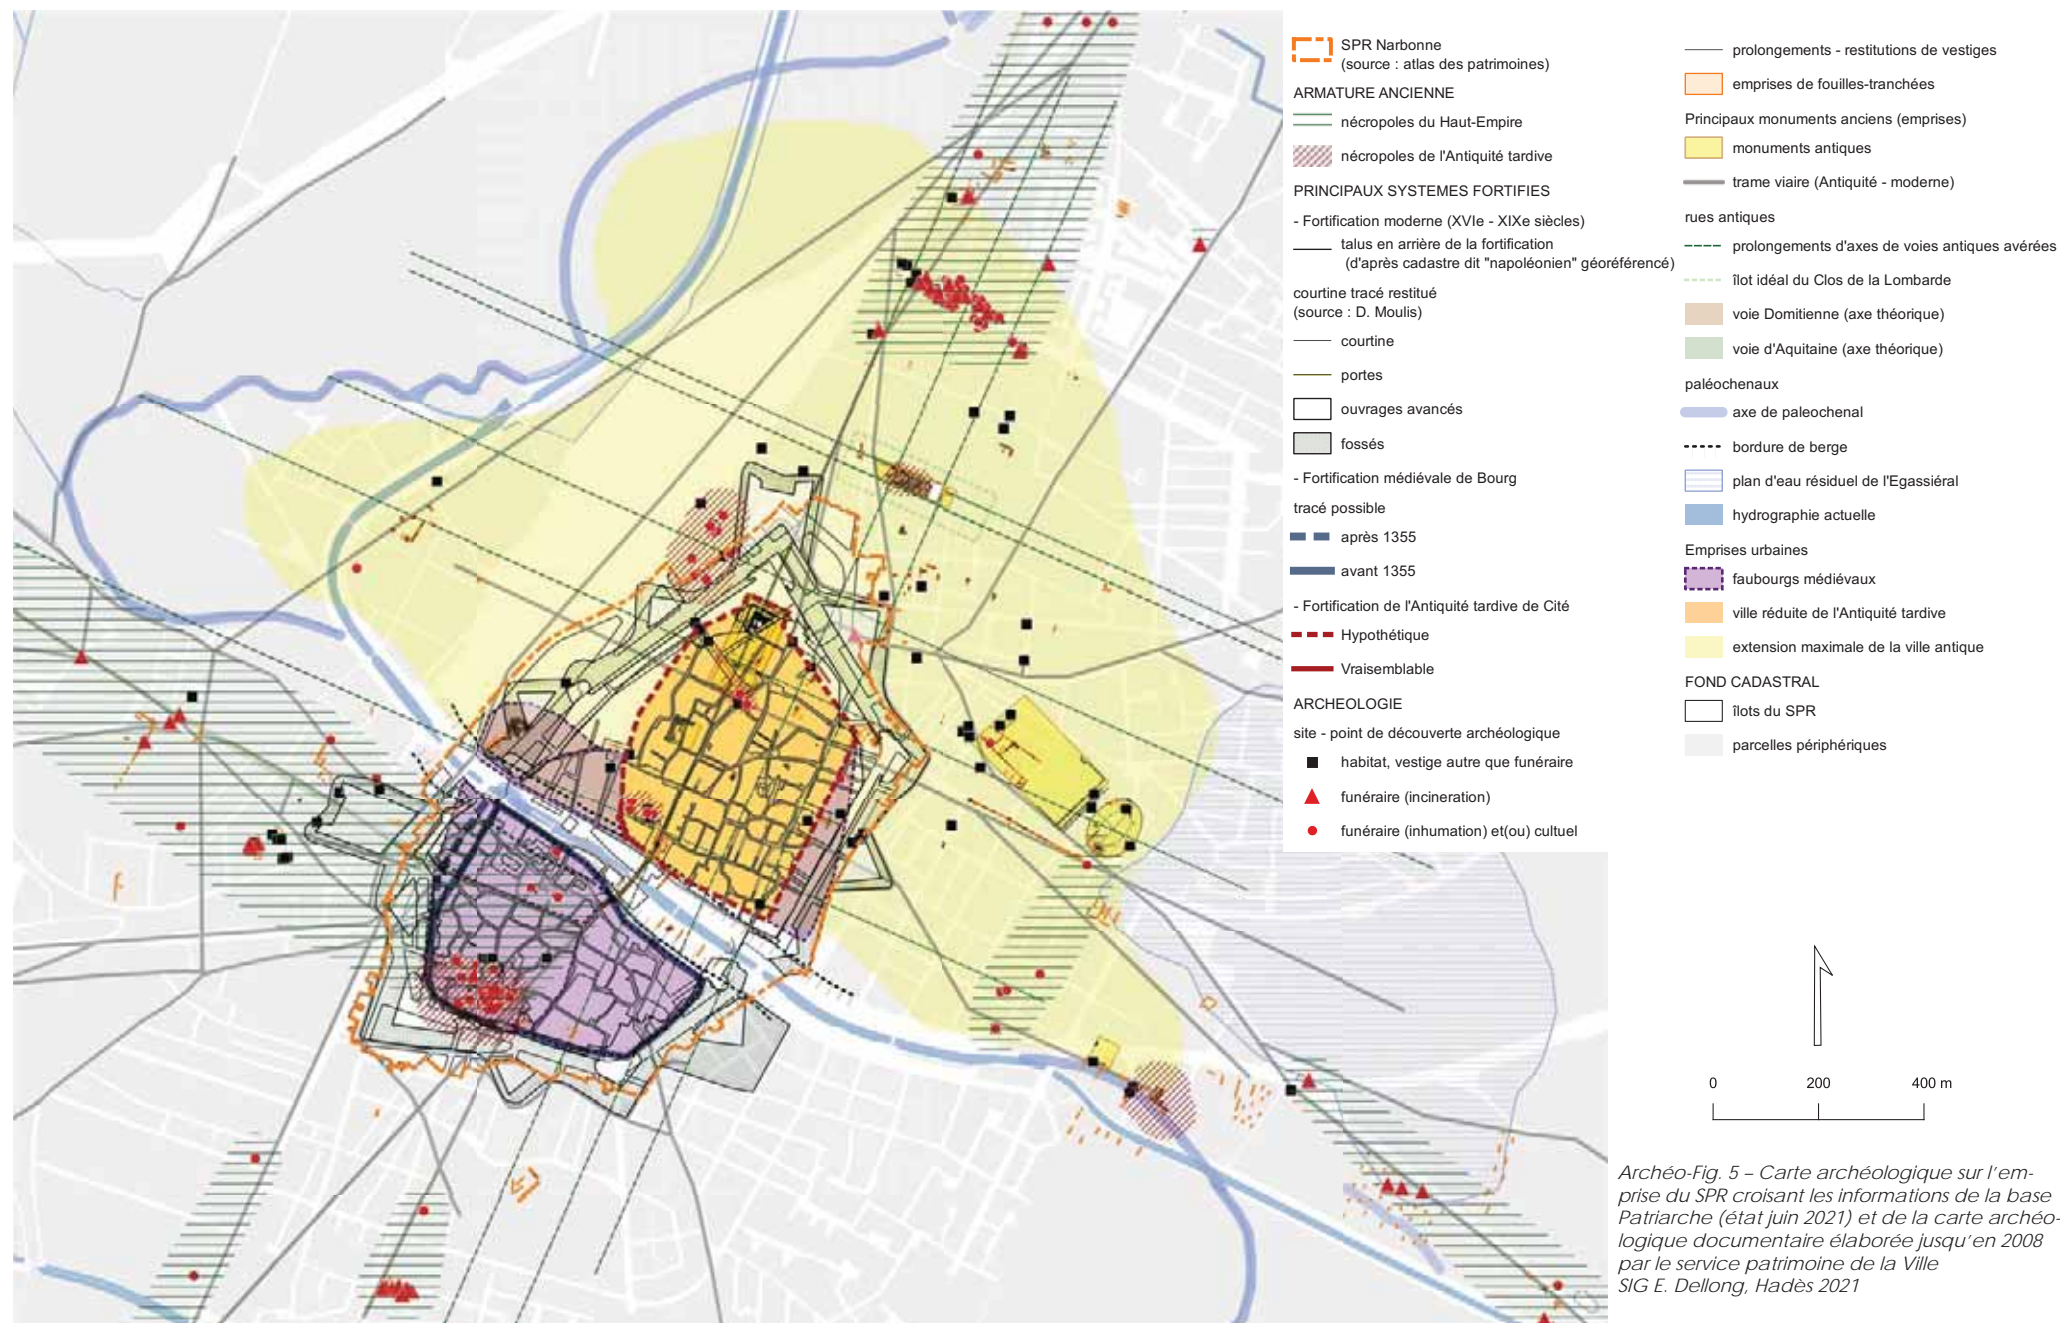 SPR Narbonne
(source : atlas des patrimoines)
ARMATURE ANCIENNE
nécropoles du Haut-Empire
nécropoles de l'Antiquité tardive
PRINCIPAUX SYSTEMES FORTIFIES
- Fortification moderne (XVIe - XIXe siècles)
talus en arrière de la fortification
(d'après cadastre dit "napoléonien" géoréférencé)
courtine tracé restitué
(source : D. Moulis)
courtine
portes
ouvrages avancés
fossés
- Fortification médiévale de Bourg
tracé possible
après 1355
avant 1355
- Fortification de l'Antiquité tardive de Cité
Hypothétique
Vraisemblable
ARCHEOLOGIE
site - point de découverte archéologique
habitat, vestige autre que funéraire
funéraire (incineration)
funéraire (inhumation) et(ou) cultuel
prolongements - restitutions de vestiges
emprises de fouilles-tranchées
Principaux monuments anciens (emprises)
monuments antiques
trame viaire (Antiquité - moderne)
rues antiques
prolongements d'axes de voies antiques avérées
îlot idéal du Clos de la Lombarde
voie Domitienne (axe théorique)
voie d'Aquitaine (axe théorique)
paléochenaux
axe de paleochenal
bordure de berge
plan d'eau résiduel de l'Egassiéral
hydrographie actuelle
Emprises urbaines
faubourgs médiévaux
ville réduite de l'Antiquité tardive
extension maximale de la ville antique
FOND CADASTRAL
îlots du SPR
parcelles périphériques
0 200 400 m
Archéo-Fig. 5 – Carte archéologique sur l'em-
prise du SPR croisant les informations de la base
Patriarche (état juin 2021) et de la carte archéo-
logique documentaire élaborée jusqu'en 2008
par le service patrimoine de la Ville
SIG E. Dellong, Hadès 2021